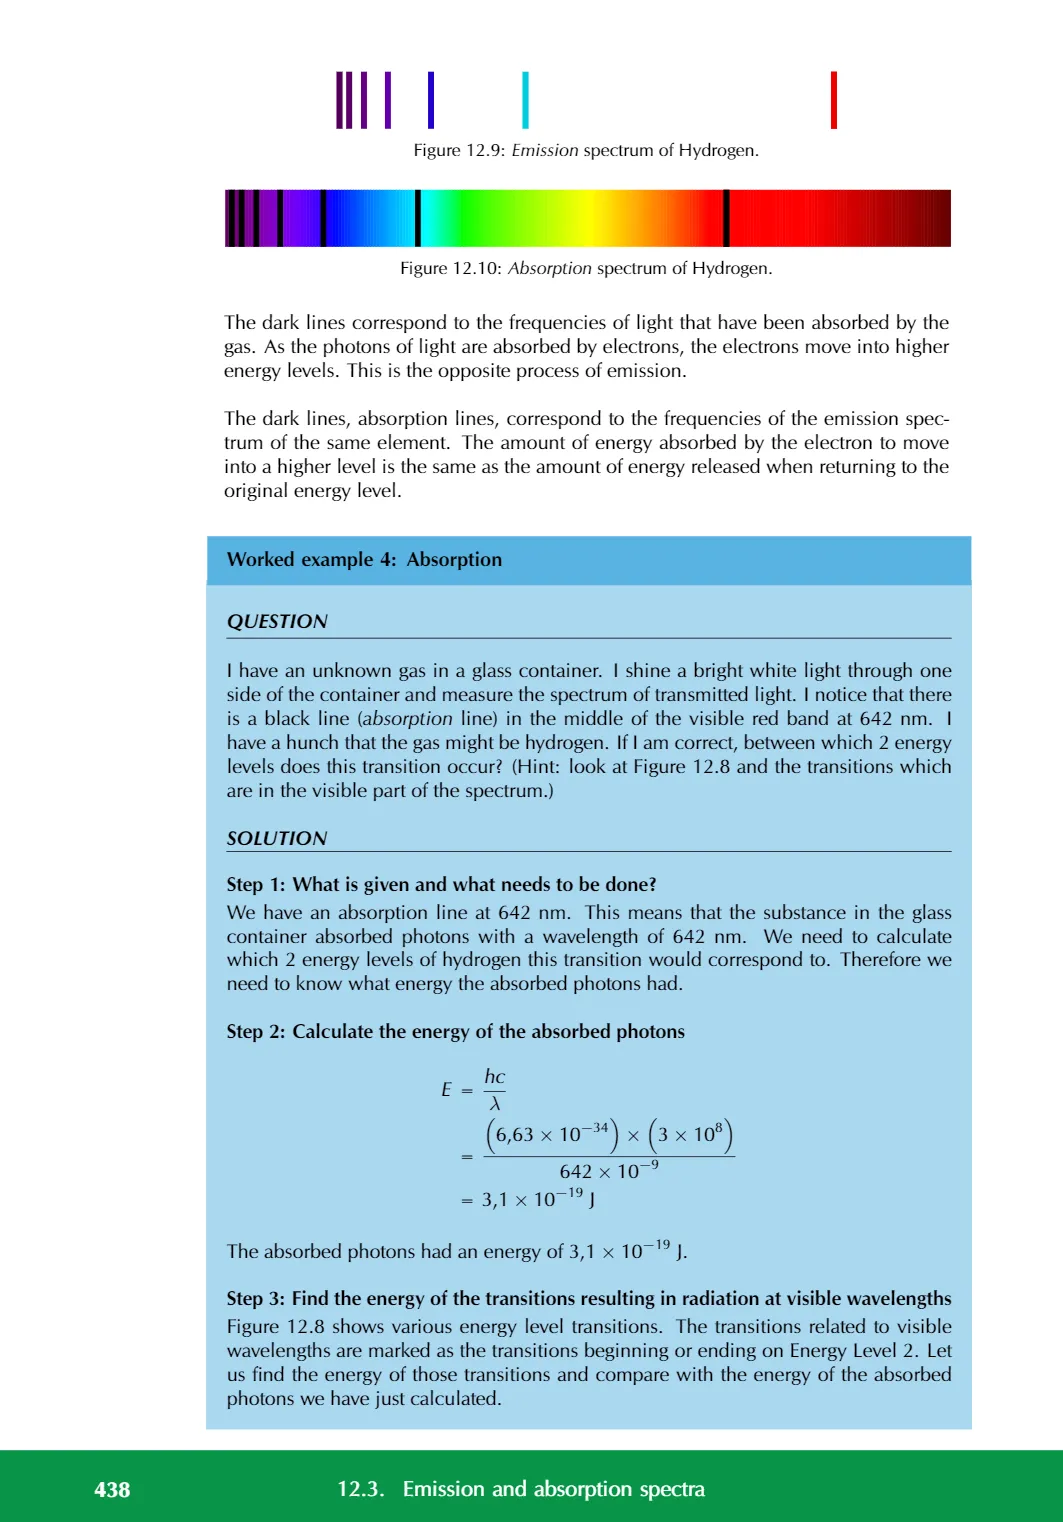 Figure 12.9: Emission spectrum of Hydrogen.
Figure 12.10: Absorption spectrum of Hydrogen.
The dark lines correspond to the frequencies of light that have been absorbed by the
gas. As the photons of light are absorbed by electrons, the electrons move into higher
energy levels. This is the opposite process of emission.
The dark lines, absorption lines, correspond to the frequencies of the emission spec-
trum of the same element. The amount of energy absorbed by the electron to move
into a higher level is the same as the amount of energy released when returning to the
original energy level.
Worked example 4: Absorption
QUESTION
I have an unknown gas in a glass container. I shine a bright white light through one
side of the container and measure the spectrum of transmitted light. I notice that there
is a black line (absorption line) in the middle of the visible red band at 642 nm. I
have a hunch that the gas might be hydrogen. If I am correct, between which 2 energy
levels does this transition occur? (Hint: look at Figure 12.8 and the transitions which
are in the visible part of the spectrum.)
SOLUTION
Step 1: What is given and what needs to be done?
We have an absorption line at 642 nm. This means that the substance in the glass
container absorbed photons with a wavelength of 642 nm. We need to calculate
which 2 energy levels of hydrogen this transition would correspond to. Therefore we
need to know what energy the absorbed photons had.
Step 2: Calculate the energy of the absorbed photons
E = hc / λ
= (6,63 × 10⁻³⁴) × (3 × 10⁸) / 642 × 10⁻⁹
= 3,1 × 10⁻¹⁹ J
The absorbed photons had an energy of 3,1 × 10⁻¹⁹ J.
Step 3: Find the energy of the transitions resulting in radiation at visible wavelengths
Figure 12.8 shows various energy level transitions. The transitions related to visible
wavelengths are marked as the transitions beginning or ending on Energy Level 2. Let
us find the energy of those transitions and compare with the energy of the absorbed
photons we have just calculated.
438 12.3. Emission and absorption spectra